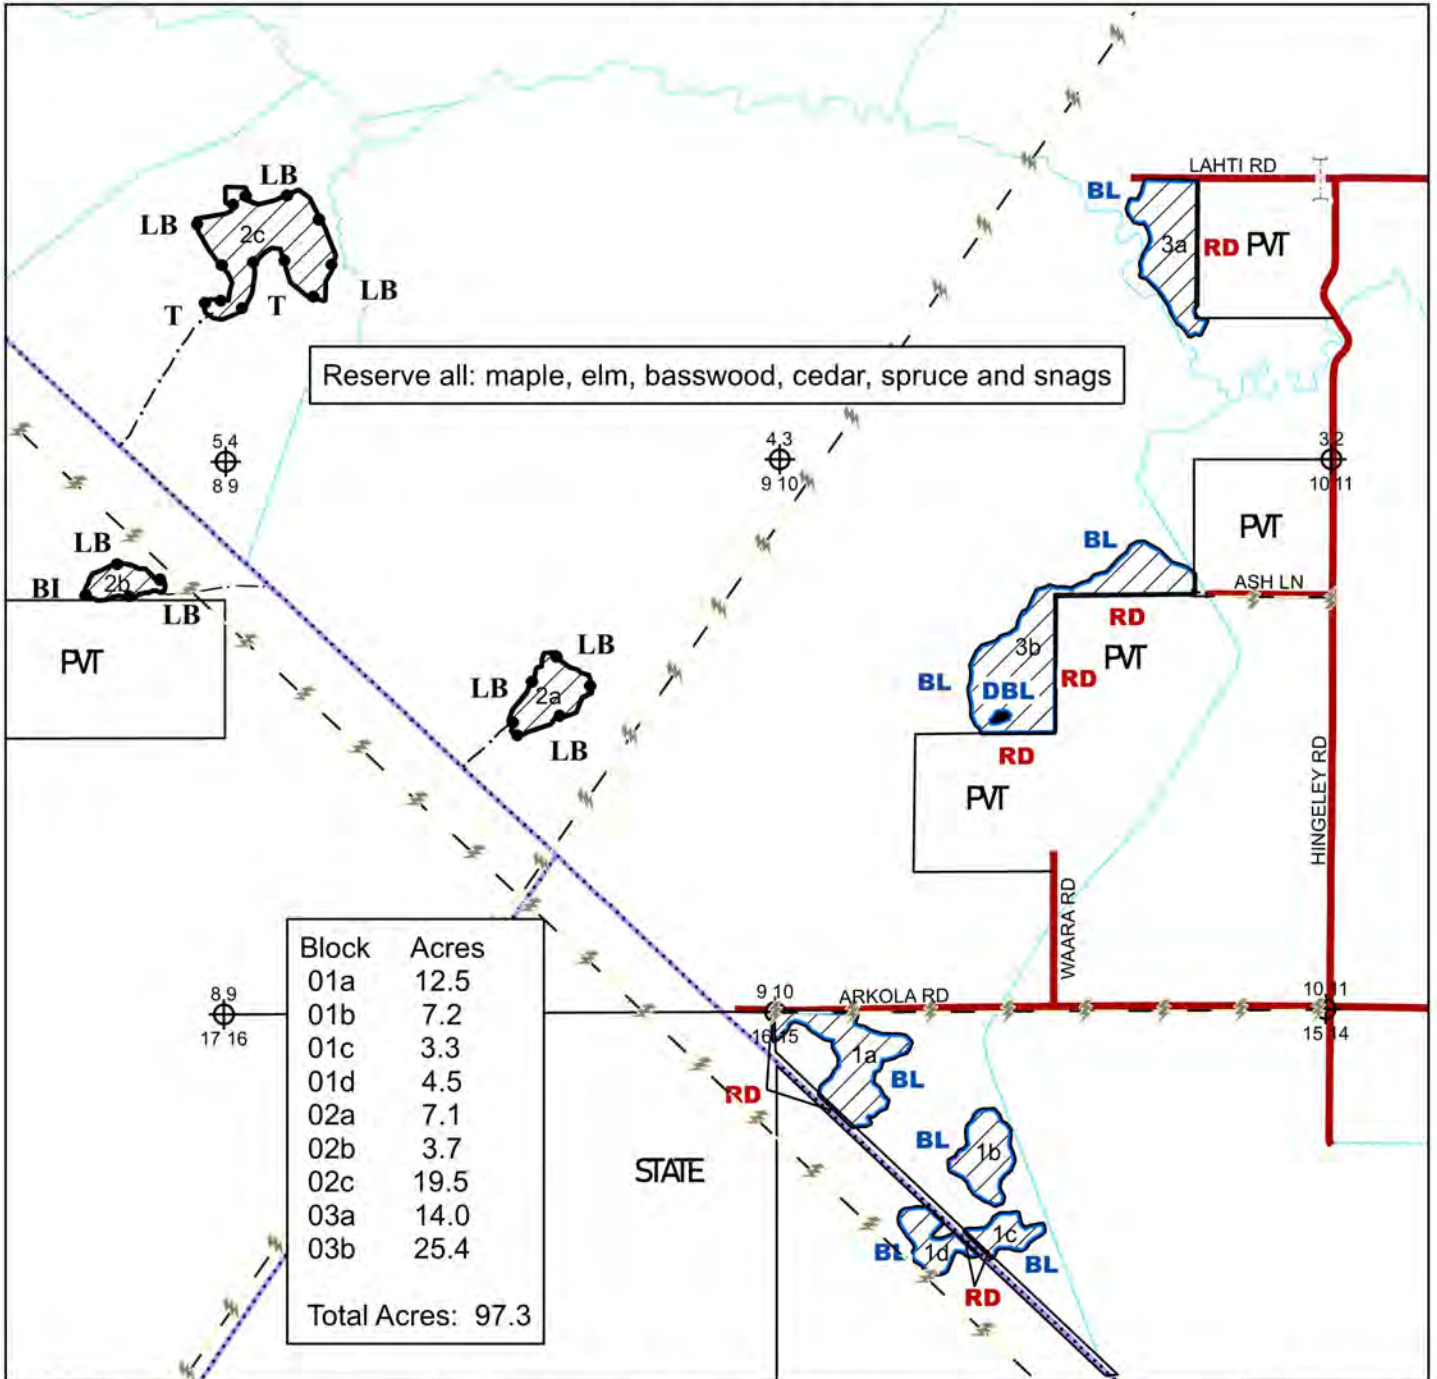 LAHTI RD
LB
BL
LB
2c
3a
RD
PVT
LB
T
T
Reserve all: maple, elm, basswood, cedar, spruce and snags
5 4
8 9
4 3
9 10
3 2
10 11
PVT
BL
LB
2b
BI
LB
ASH LN
RD
3b
PVT
PVT
LB
LB
2a
LB
BL
DBL
RD
RD
PVT
HINGELEY RD
WAARA RD
Block Acres
01a 12.5
01b 7.2
01c 3.3
01d 4.5
02a 7.1
02b 3.7
02c 19.5
03a 14.0
03b 25.4
Total Acres: 97.3
8 9
17 16
9 10
16 15
ARKOLA RD
10 11
15 14
1a
BL
RD
BL
1b
STATE
1c
BL
1d
BL
RD